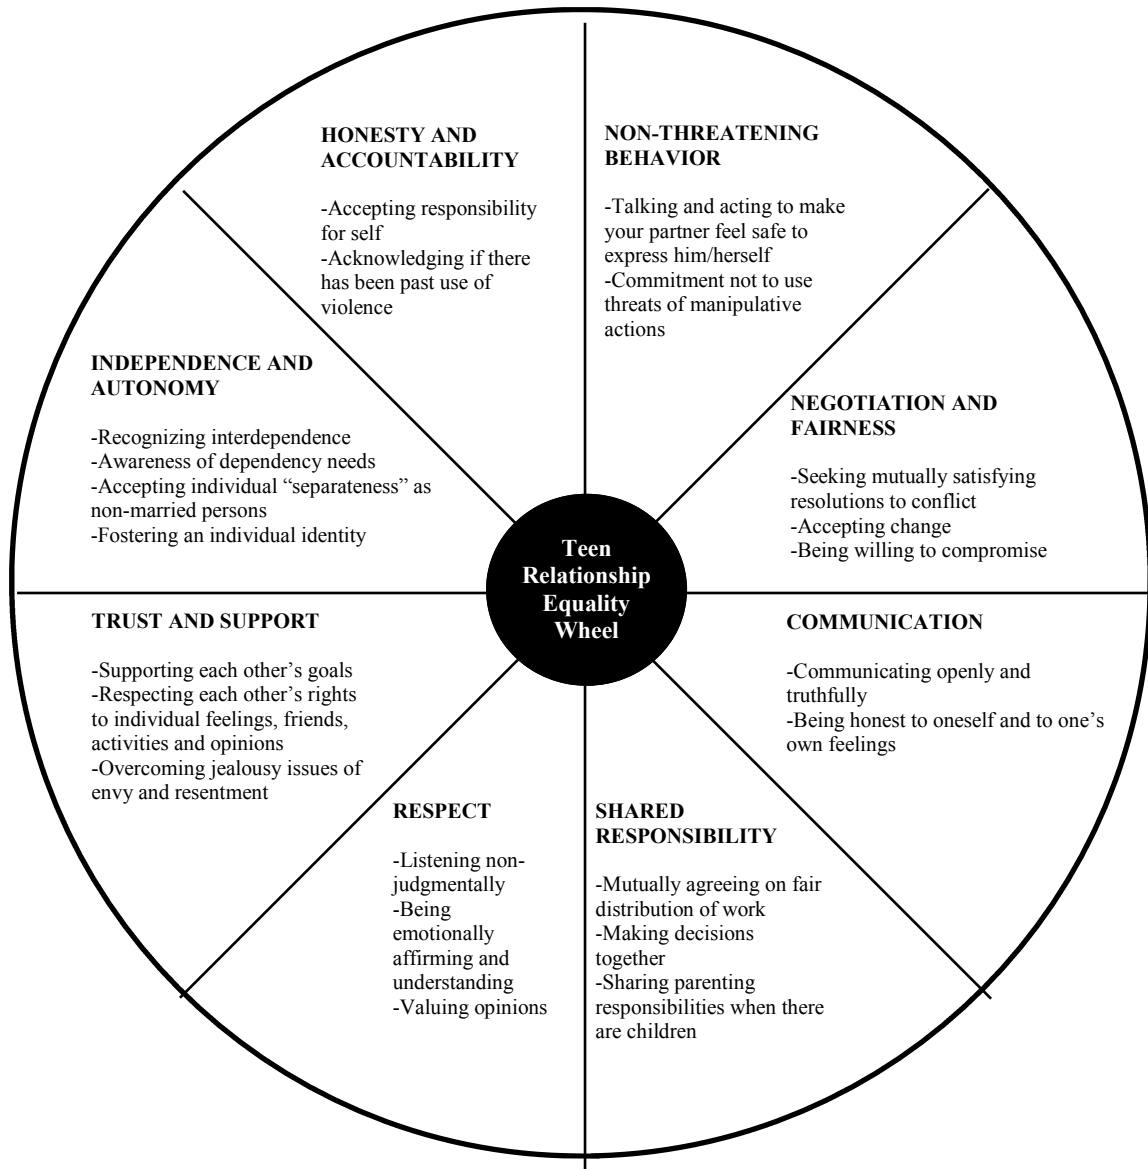 HONESTY AND
ACCOUNTABILITY
-Accepting responsibility
for self
-Acknowledging if there
has been past use of
violence
NON-THREATENING
BEHAVIOR
-Talking and acting to make
your partner feel safe to
express him/herself
-Commitment not to use
threats of manipulative
actions
INDEPENDENCE AND
AUTONOMY
-Recognizing interdependence
-Awareness of dependency needs
-Accepting individual “separateness” as
non-married persons
-Fostering an individual identity
NEGOTIATION AND
FAIRNESS
-Seeking mutually satisfying
resolutions to conflict
-Accepting change
-Being willing to compromise
Teen
Relationship
Equality
Wheel
TRUST AND SUPPORT
-Supporting each other’s goals
-Respecting each other’s rights
to individual feelings, friends,
activities and opinions
-Overcoming jealousy issues of
envy and resentment
COMMUNICATION
-Communicating openly and
truthfully
-Being honest to oneself and to one’s
own feelings
RESPECT
-Listening non-
judgmentally
-Being
emotionally
affirming and
understanding
-Valuing opinions
SHARED
RESPONSIBILITY
-Mutually agreeing on fair
distribution of work
-Making decisions
together
-Sharing parenting
responsibilities when there
are children